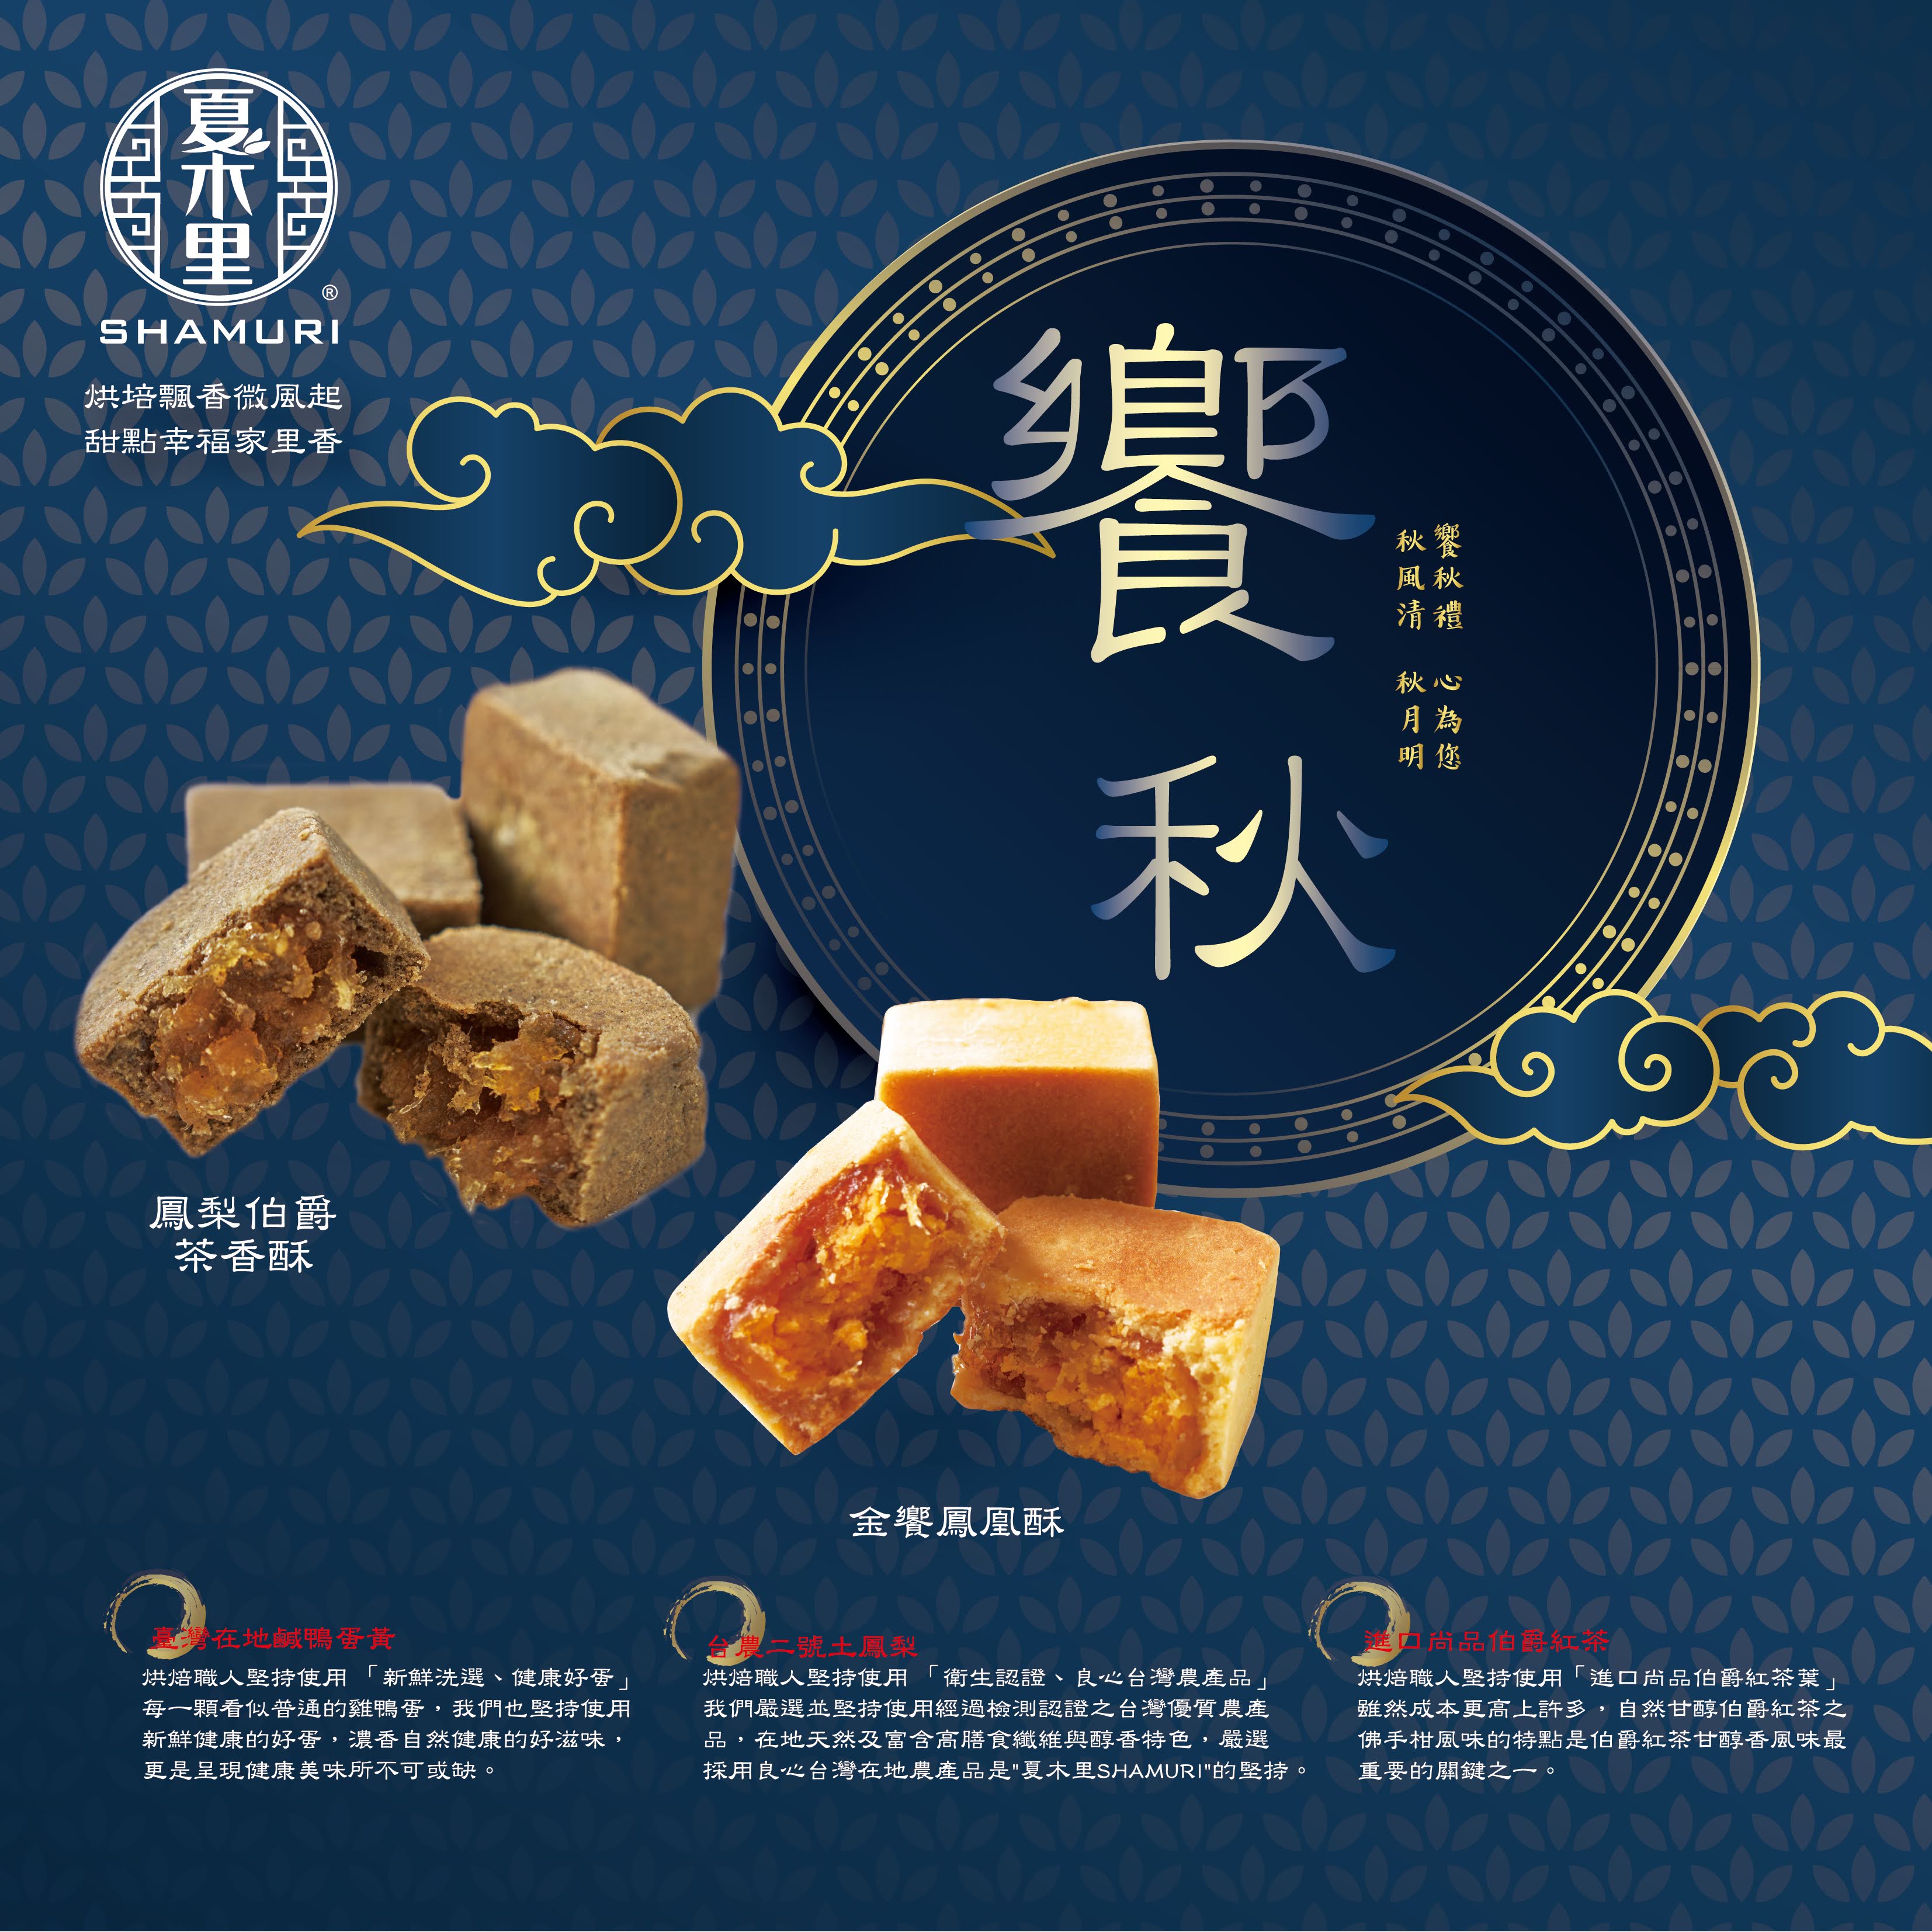 夏木里
®
SHAMURI
烘培飄香微風起
甜點幸福家里香
饗秋
饗秋禮 心為您
秋風清 秋月明
鳳梨伯爵
茶香酥
金饗鳳凰酥
臺灣在地鹹鴨蛋黃
烘焙職人堅持使用「新鮮洗選、健康好蛋」
每一顆看似普通的雞鴨蛋，我們也堅持使用
新鮮健康的好蛋，濃香自然健康的好滋味，
更是呈現健康美味所不可或缺。
台農二號土鳳梨
烘焙職人堅持使用「衛生認證、良心台灣農產品」
我們嚴選並堅持使用經過檢測認證之台灣優質農產
品，在地天然及富含高膳食纖維與醇香特色，嚴選
採用良心台灣在地農產品是"夏木里SHAMURI"的堅持。
進口尚品伯爵紅茶
烘焙職人堅持使用「進口尚品伯爵紅茶葉」
雖然成本更高上許多，自然甘醇伯爵紅茶之
佛手柑風味的特點是伯爵紅茶甘醇香風味最
重要的關鍵之一。